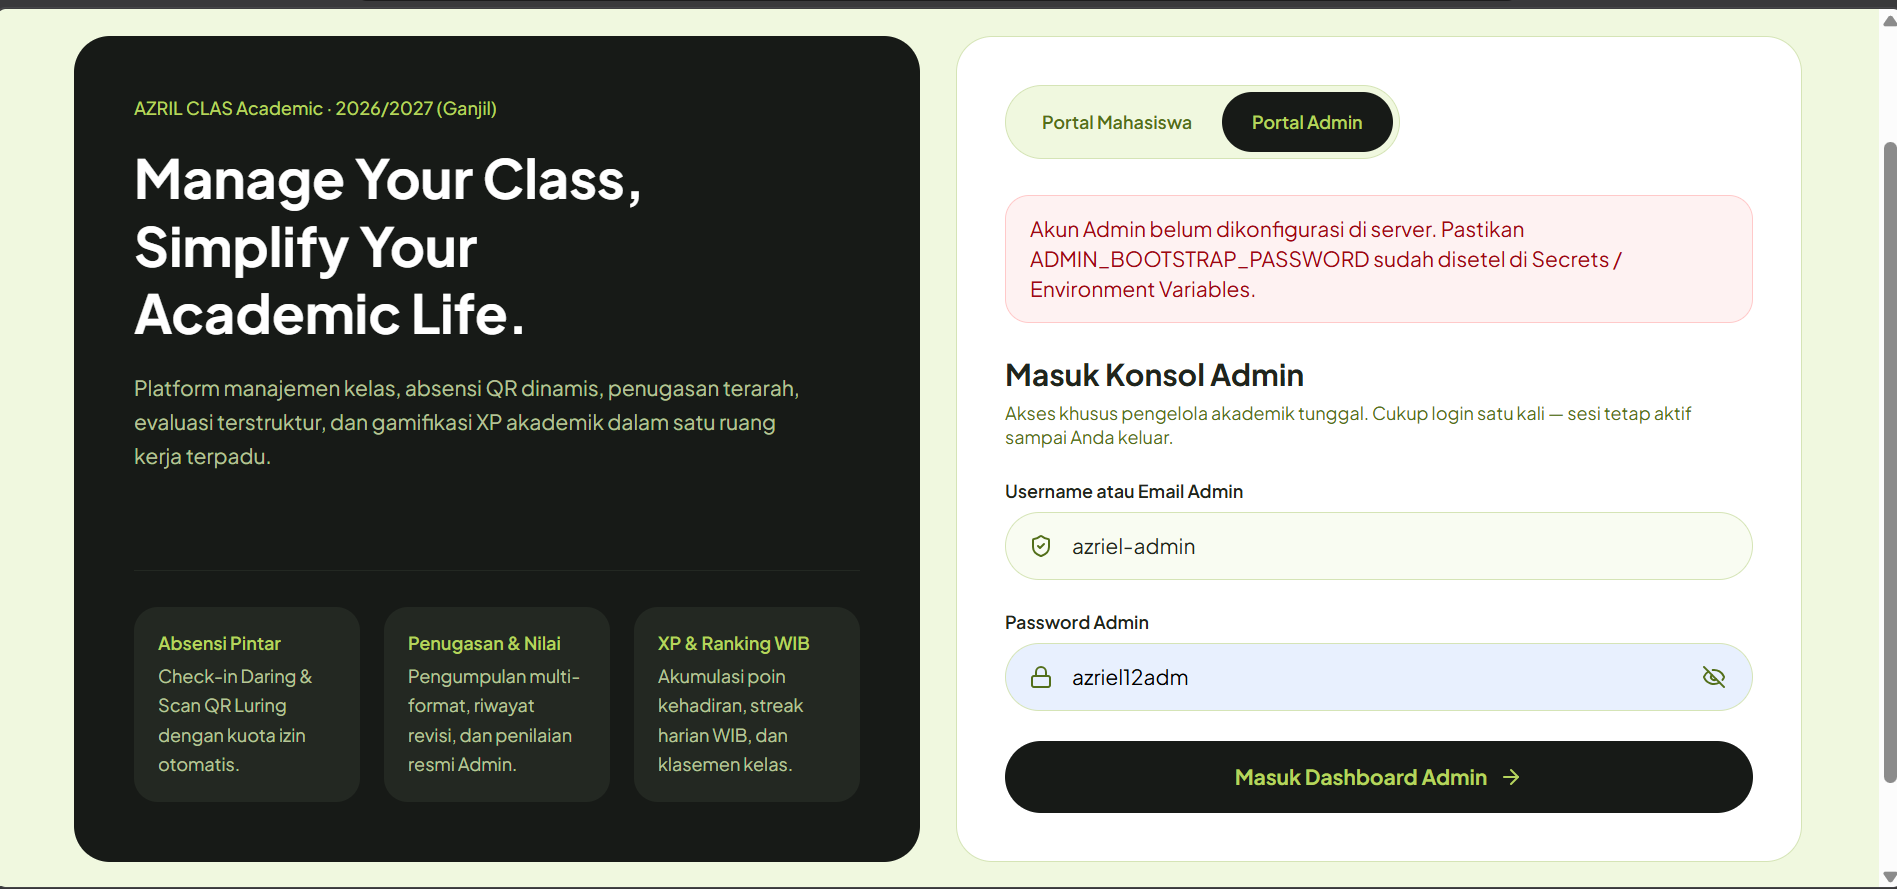 AZRIL CLAS Academic · 2026/2027 (Ganjil)
Manage Your Class,
Simplify Your
Academic Life.
Platform manajemen kelas, absensi QR dinamis, penugasan terarah,
evaluasi terstruktur, dan gamifikasi XP akademik dalam satu ruang
kerja terpadu.
Absensi Pintar
Check-in Daring &
Scan QR Luring
dengan kuota izin
otomatis.
Penugasan & Nilai
Pengumpulan multi-
format, riwayat
revisi, dan penilaian
resmi Admin.
XP & Ranking WIB
Akumulasi poin
kehadiran, streak
harian WIB, dan
klasemen kelas.
Portal Mahasiswa
Portal Admin
Akun Admin belum dikonfigurasi di server. Pastikan
ADMIN_BOOTSTRAP_PASSWORD sudah disetel di Secrets /
Environment Variables.
Masuk Konsol Admin
Akses khusus pengelola akademik tunggal. Cukup login satu kali — sesi tetap aktif
sampai Anda keluar.
Username atau Email Admin
azriel-admin
Password Admin
azriel12adm
Masuk Dashboard Admin →